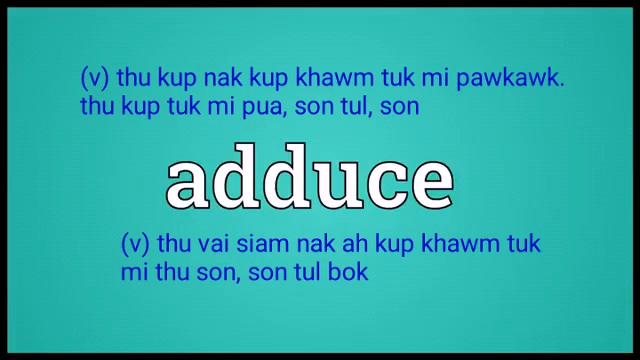 (v) thu kup nak kup khawm tuk mi pawkawk.
thu kup tuk mi pua, son tul, son
adduce
(v) thu vai siam nak ah kup khawm tuk
mi thu son, son tul bok